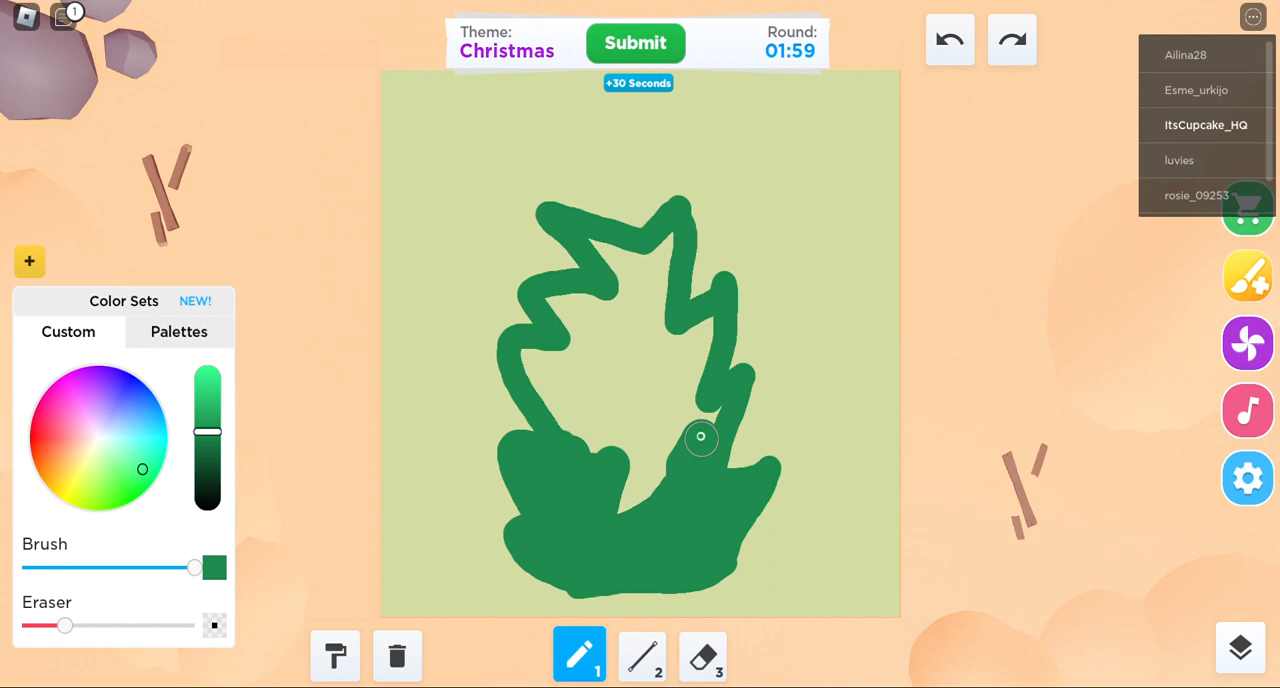 1
Theme:
Christmas
Submit
Round:
01:59
+30 Seconds
Ailina28
Esme_urkijo
ItsCupcake_HQ
luvies
rosie_09253
+
Color Sets NEW!
Custom Palettes
Brush
Eraser
1
2
3